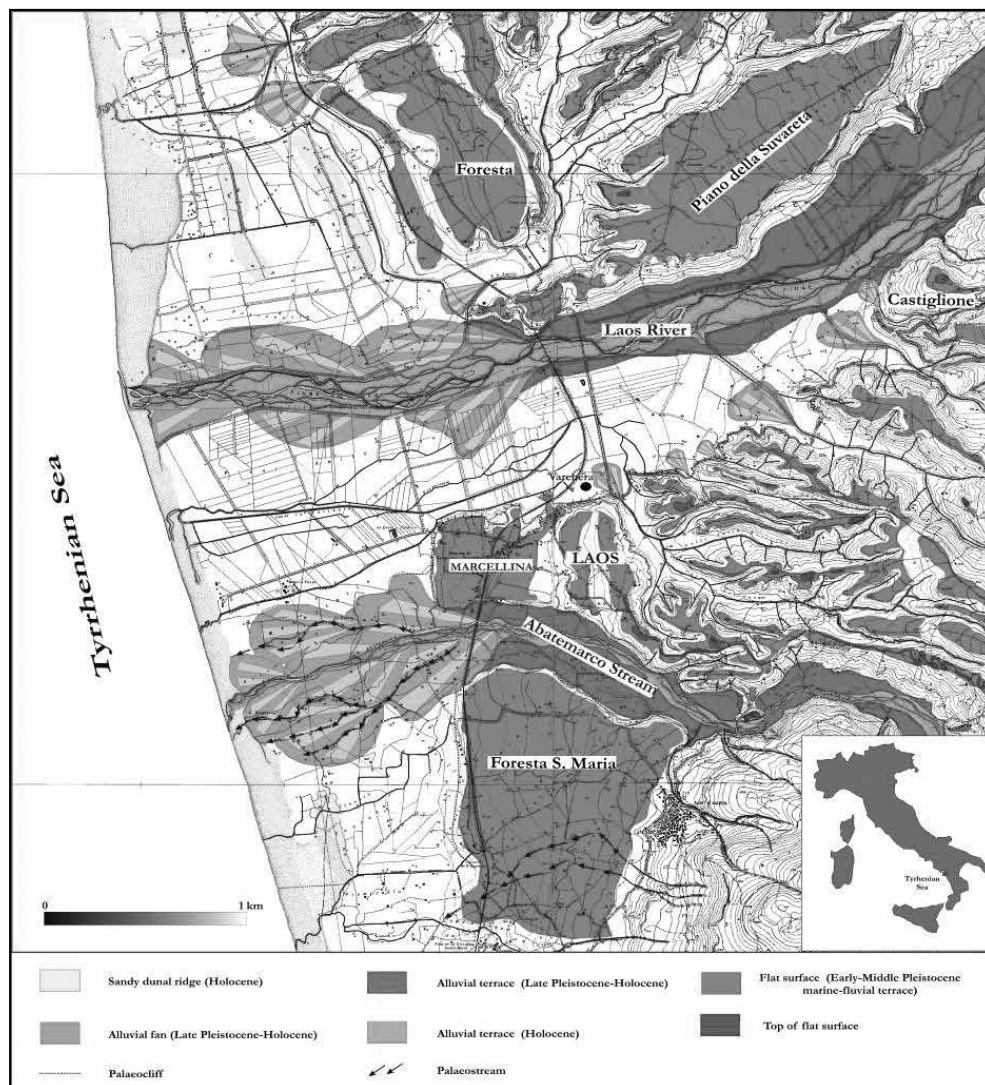 Foresta
Piano della Suvareta
Castiglione
Laos River
Tyrrhenian Sea
MARCELLINA
LAOS
Abatemarco Stream
Foresta S. Maria
0
1 km
Tyrhenian
Sea
Sandy dunal ridge (Holocene)
Alluvial terrace (Late Pleistocene-Holocene)
Flat surface (Early-Middle Pleistocene
marine-fluvial terrace)
Alluvial fan (Late Pleistocene-Holocene)
Alluvial terrace (Holocene)
Top of flat surface
Palaeocliff
Palaeostream